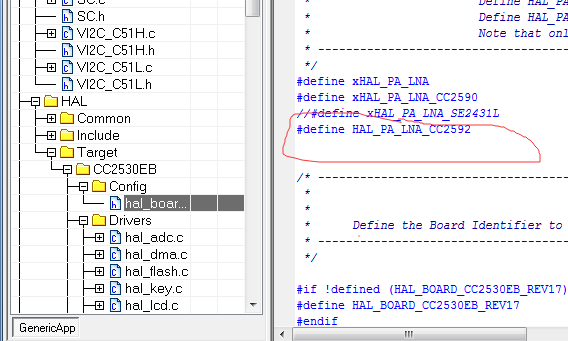 SC.c
SC.h
VI2C_C51H.c
VI2C_C51H.h
VI2C_C51L.c
VI2C_C51L.h
HAL
Common
Include
Target
CC2530EB
Config
hal_boar...
Drivers
hal_adc.c
hal_dma.c
hal_flash.c
hal_key.c
hal_lcd.c
GenericApp
* Define HAL_PA
* Define HAL_PA
* Note that onl
* ---------------------------------
*/
#define xHAL_PA_LNA
#define xHAL_PA_LNA_CC2590
//#define xHAL_PA_LNA_SE2431L
#define HAL_PA_LNA_CC2592
/* ---------------------------------
*
*
* Define the Board Identifier to
* ---------------------------------
*/
#if !defined (HAL_BOARD_CC2530EB_REV17)
#define HAL_BOARD_CC2530EB_REV17
#endif